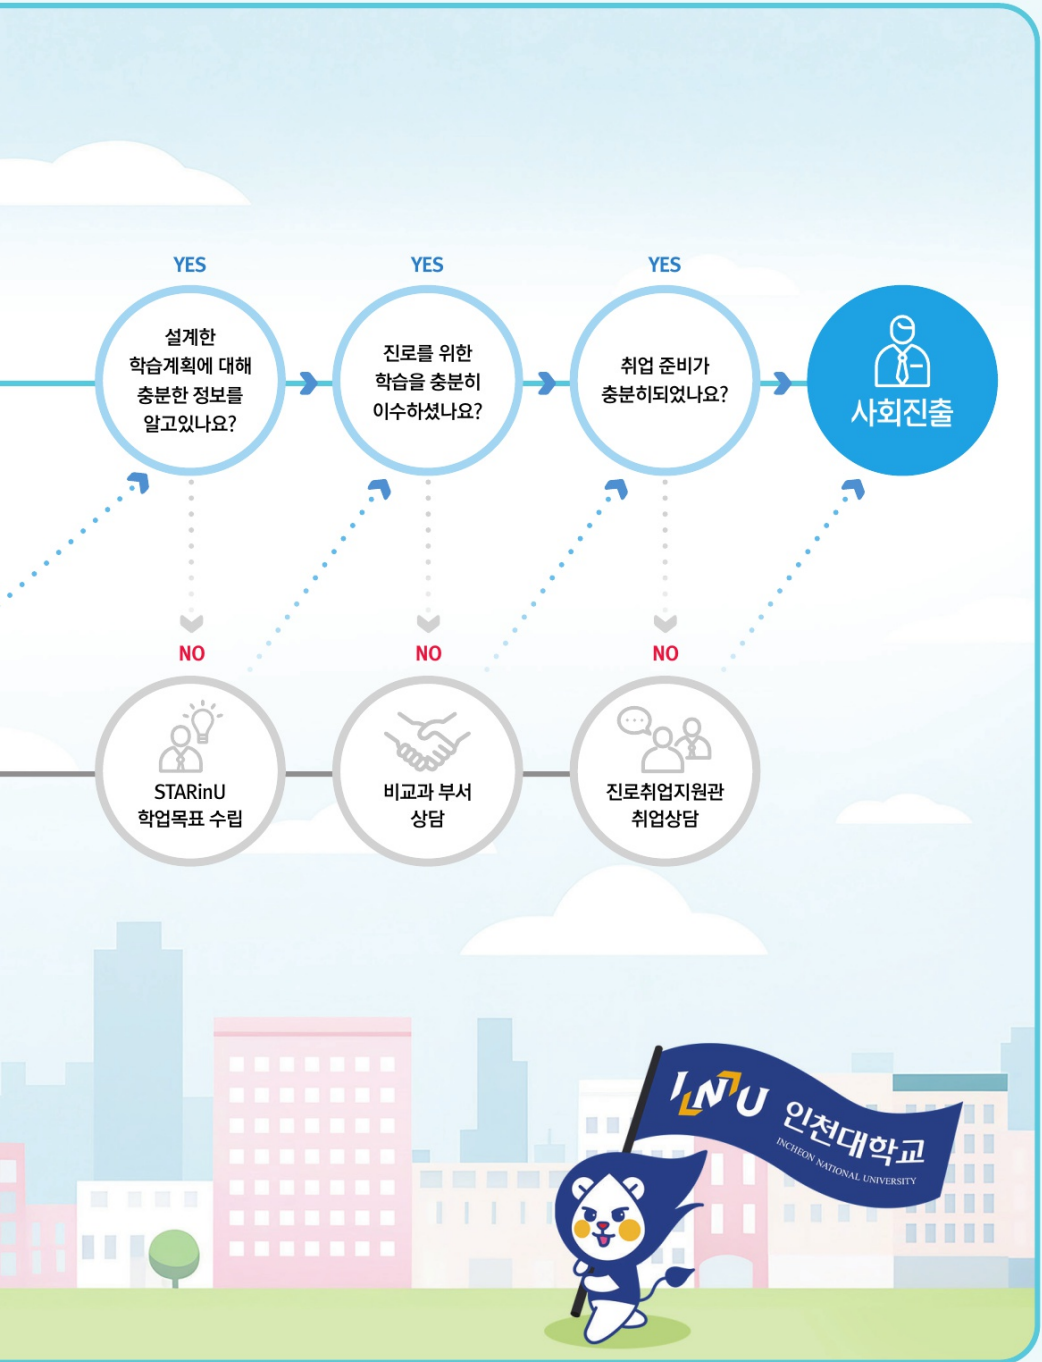 YES
설계한
학습계획에 대해
충분한 정보를
알고있나요?
YES
진로를 위한
학습을 충분히
이수하셨나요?
YES
취업 준비가
충분히되었나요?
사회진출
NO
STARinU
학업목표 수립
NO
비교과 부서
상담
NO
진로취업지원관
취업상담
INU 인천대학교
INCHEON NATIONAL UNIVERSITY